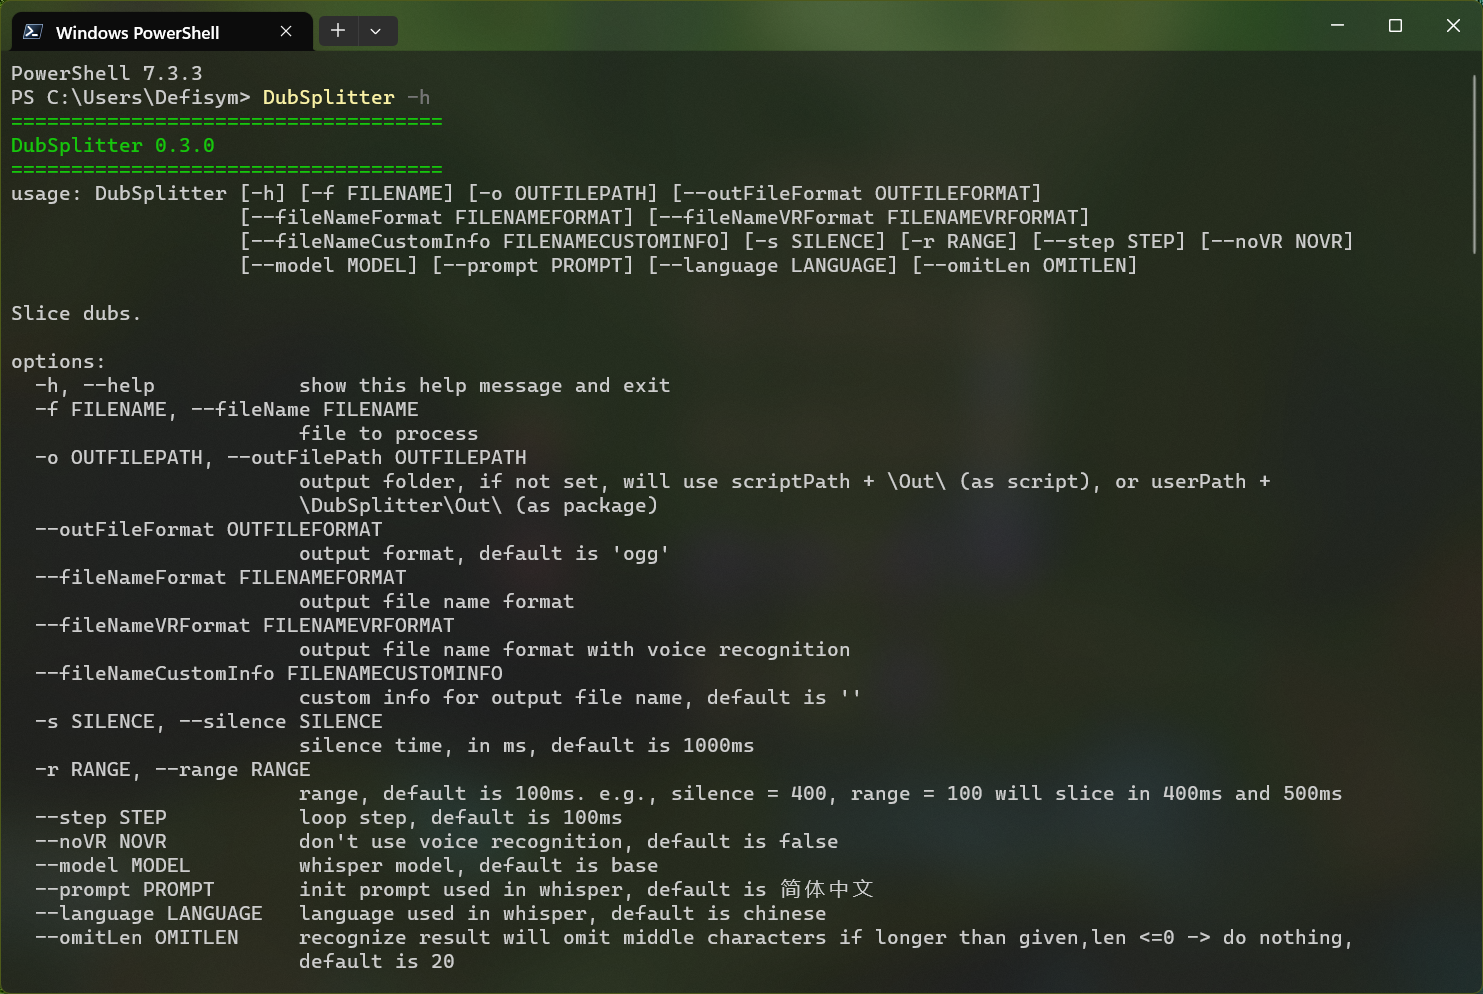 Windows PowerShell
PowerShell 7.3.3
PS C:\Users\Defisym> DubSplitter -h
====================================
DubSplitter 0.3.0
====================================
usage: DubSplitter [-h] [-f FILENAME] [-o OUTFILEPATH] [--outFileFormat OUTFILEFORMAT]
                   [--fileNameFormat FILENAMEFORMAT] [--fileNameVRFormat FILENAMEVRFORMAT]
                   [--fileNameCustomInfo FILENAMECUSTOMINFO] [-s SILENCE] [-r RANGE] [--step STEP] [--noVR NOVR]
                   [--model MODEL] [--prompt PROMPT] [--language LANGUAGE] [--omitLen OMITLEN]

Slice dubs.

options:
  -h, --help            show this help message and exit
  -f FILENAME, --fileName FILENAME
                        file to process
  -o OUTFILEPATH, --outFilePath OUTFILEPATH
                        output folder, if not set, will use scriptPath + \Out\ (as script), or userPath +
                        \DubSplitter\Out\ (as package)
  --outFileFormat OUTFILEFORMAT
                        output format, default is 'ogg'
  --fileNameFormat FILENAMEFORMAT
                        output file name format
  --fileNameVRFormat FILENAMEVRFORMAT
                        output file name format with voice recognition
  --fileNameCustomInfo FILENAMECUSTOMINFO
                        custom info for output file name, default is ''
  -s SILENCE, --silence SILENCE
                        silence time, in ms, default is 1000ms
  -r RANGE, --range RANGE
                        range, default is 100ms. e.g., silence = 400, range = 100 will slice in 400ms and 500ms
  --step STEP           loop step, default is 100ms
  --noVR NOVR           don't use voice recognition, default is false
  --model MODEL         whisper model, default is base
  --prompt PROMPT       init prompt used in whisper, default is 简体中文
  --language LANGUAGE   language used in whisper, default is chinese
  --omitLen OMITLEN     recognize result will omit middle characters if longer than given,len <=0 -> do nothing,
                        default is 20